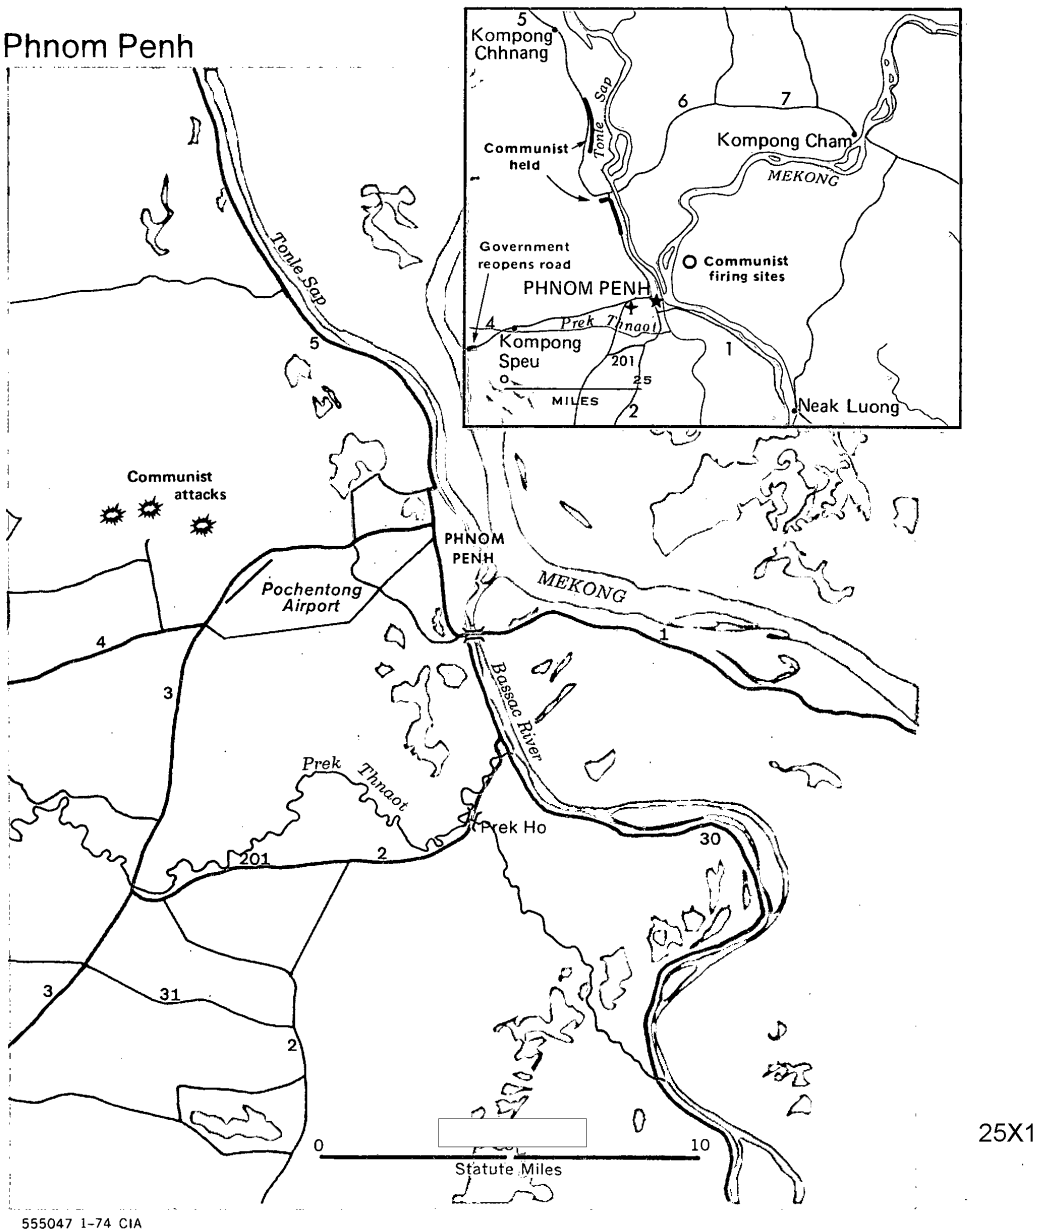 Phnom Penh
5
Kompong
Chhnang
Tonle Sap
6
7
Kompong Cham
Communist
held
MEKONG
Government
reopens road
Communist
firing sites
PHNOM PENH
4
Prek Thnaot
Kompong
Speu
201
1
0
25
MILES
2
Neak Luong
Tonle Sap
5
Communist
attacks
PHNOM
PENH
MEKONG
Pochentong
Airport
4
1
3
Bassac River
Prek Thnaot
Prek Ho
30
201
2
3
31
2
25X1
0
10
Statute Miles
555047 1-74 CIA